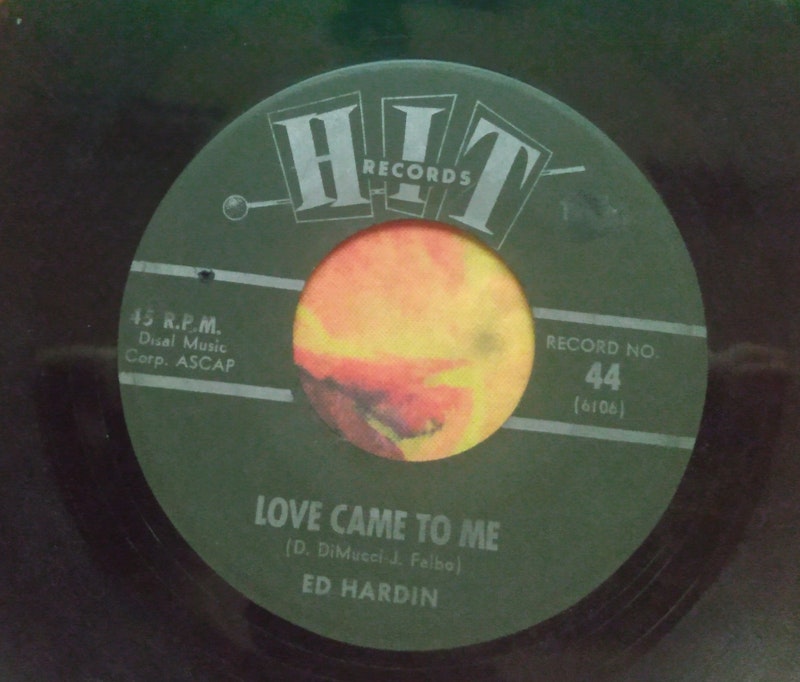 HIT
RECORDS
45 R.P.M.
Disal Music
Corp. ASCAP
RECORD NO.
44
(6106)
LOVE CAME TO ME
(D. DiMucci-J. Falbo)
ED HARDIN